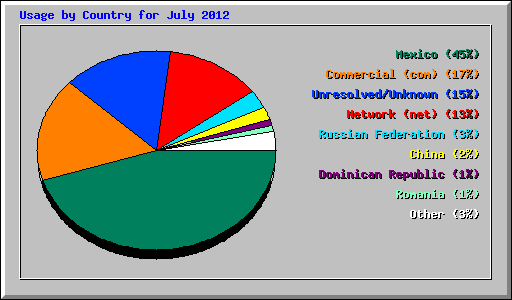 Usage by Country for July 2012
Mexico (45%)
Commercial (com) (17%)
Unresolved/Unknown (15%)
Network (net) (13%)
Russian Federation (3%)
China (2%)
Dominican Republic (1%)
Romania (1%)
Other (3%)